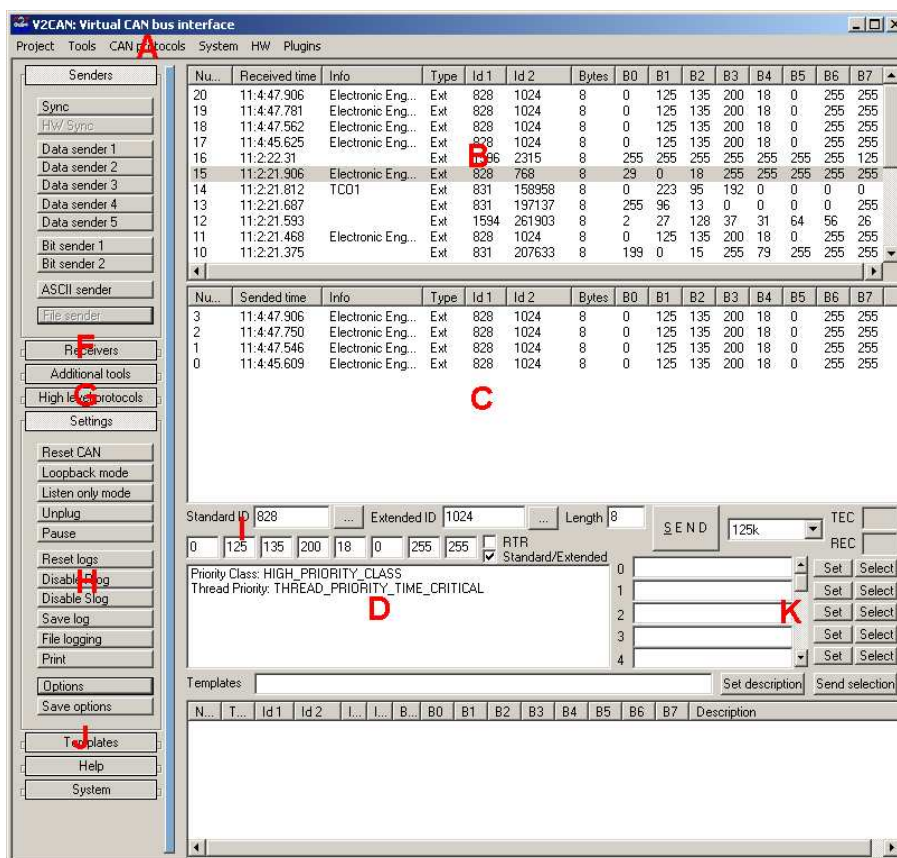 V2CAN: Virtual CAN bus interface
Project Tools CAN protocols System HW Plugins
A
Senders
Sync
HW Sync
Data sender 1
Data sender 2
Data sender 3
Data sender 4
Data sender 5
Bit sender 1
Bit sender 2
ASCII sender
File sender
F
Receivers
Additional tools
G
High level protocols
Settings
Reset CAN
Loopback mode
Listen only mode
Unplug
Pause
Reset logs
H
Disable Rlog
Disable Slog
Save log
File logging
Print
Options
Save options
J
Templates
Help
System
Nu... Received time Info Type Id 1 Id 2 Bytes B0 B1 B2 B3 B4 B5 B6 B7
20 11:4:47.906 Electronic Eng... Ext 828 1024 8 0 125 135 200 18 0 255 255
19 11:4:47.781 Electronic Eng... Ext 828 1024 8 0 125 135 200 18 0 255 255
18 11:4:47.562 Electronic Eng... Ext 828 1024 8 0 125 135 200 18 0 255 255
17 11:4:45.625 Electronic Eng... Ext 828 1024 8 0 125 135 200 18 0 255 255
B
16 11:2:22.31 Ext 2315 8 255 255 255 255 255 255 255 125
15 11:2:21.906 Electronic Eng... Ext 828 768 8 29 0 18 255 255 255 255 255
14 11:2:21.812 TCO1 Ext 831 158958 8 0 223 95 192 0 0 0 0
13 11:2:21.687 Ext 831 197137 8 255 96 13 0 0 0 0 255
12 11:2:21.593 Ext 1594 261903 8 2 27 128 37 31 64 56 26
11 11:2:21.468 Electronic Eng... Ext 828 1024 8 0 125 135 200 18 0 255 255
10 11:2:21.375 Ext 831 207633 8 199 0 15 255 79 255 255 255
Nu... Sended time Info Type Id 1 Id 2 Bytes B0 B1 B2 B3 B4 B5 B6 B7
3 11:4:47.906 Electronic Eng... Ext 828 1024 8 0 125 135 200 18 0 255 255
2 11:4:47.750 Electronic Eng... Ext 828 1024 8 0 125 135 200 18 0 255 255
1 11:4:47.546 Electronic Eng... Ext 828 1024 8 0 125 135 200 18 0 255 255
0 11:4:45.609 Electronic Eng... Ext 828 1024 8 0 125 135 200 18 0 255 255
C
Standard ID 828 ... Extended ID 1024 ... Length 8
I
0 125 135 200 18 0 255 255
RTR
Standard/Extended
SEND 125k
TEC
REC
Priority Class: HIGH_PRIORITY_CLASS
Thread Priority: THREAD_PRIORITY_TIME_CRITICAL
D
0 Set Select
1 Set Select
2 Set Select
K
3 Set Select
4 Set Select
Templates Set description Send selection
N... T... Id 1 Id 2 I... I... B... B0 B1 B2 B3 B4 B5 B6 B7 Description